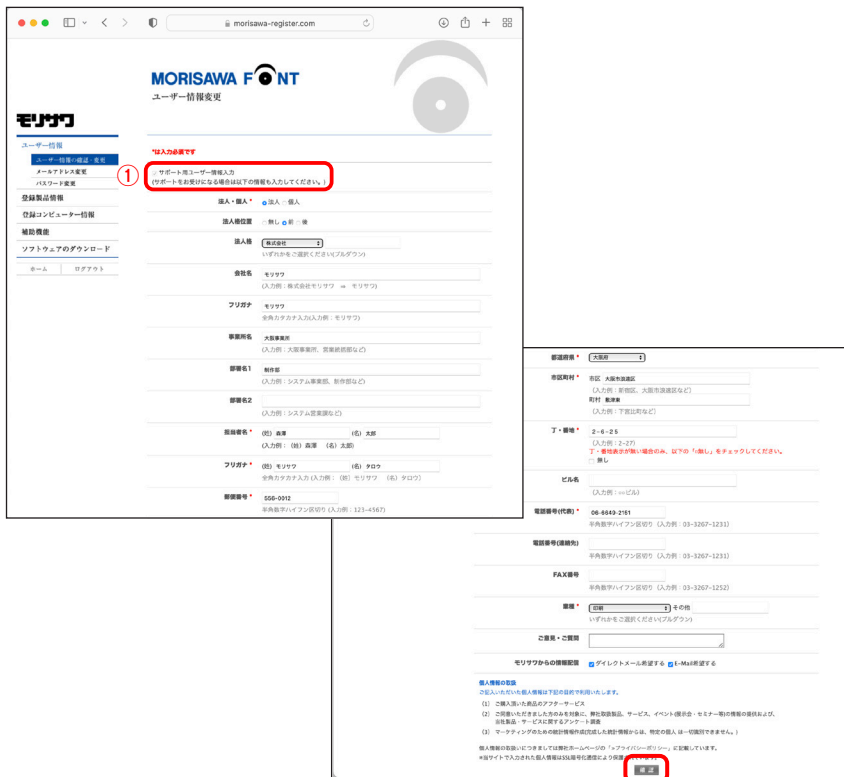 morisawa-register.com
MORISAWA FONT
ユーザー情報変更
モリサワ
ユーザー情報
ユーザー情報の確認・変更
メールアドレス変更
パスワード変更
登録製品情報
登録コンピューター情報
補助機能
ソフトウェアのダウンロード
ホーム ログアウト
*は入力必要です
①
サポート用ユーザー情報入力
(サポートをお受けになる場合は以下の情報も入力してください。)
法人・個人* 法人 個人
法人格位置 無し 前 後
法人格 株式会社
いずれかをご選択ください(プルダウン)
会社名 モリサワ
(入力例：株式会社モリサワ ⇒ モリサワ)
フリガナ モリサワ
全角カタカナ入力(入力例：モリサワ)
事業所名 大阪事業所
(入力例：大阪事業所、営業統括部など)
部署名1 制作部
(入力例：システム事業部、制作部など)
部署名2
(入力例：システム営業課など)
担当者名* (姓) 森澤 (名) 太郎
(入力例：(姓) 森澤 (名) 太郎)
フリガナ* (姓) モリサワ (名) タロウ
全角カタカナ入力 (入力例：(姓) モリサワ (名) タロウ)
郵便番号* 556-0012
半角数字ハイフン区切り (入力例：123-4567)
都道府県* 大阪府
市区町村* 市区 大阪市浪速区
(入力例：新宿区、大阪市浪速区など)
町村 敷津東
(入力例：下宮比町など)
丁・番地* 2-6-25
(入力例：2-27)
丁・番地表示が無い場合のみ、以下の「□無し」をチェックしてください。
無し
ビル名
(入力例：○○ビル)
電話番号(代表)* 06-6649-2151
半角数字ハイフン区切り (入力例：03-3267-1231)
電話番号(連絡先)
半角数字ハイフン区切り (入力例：03-3267-1231)
FAX番号
半角数字ハイフン区切り (入力例：03-3267-1252)
業種* 印刷 その他
いずれかをご選択ください(プルダウン)
ご意見・ご質問
モリサワからの情報配信 ダイレクトメール希望する E-Mail希望する
個人情報の取扱
ご記入いただいた個人情報は下記の目的で利用いたします。
(1) ご購入頂いた商品のアフターサービス
(2) ご同意いただきました方のみを対象に、弊社取扱製品、サービス、イベント(展示会・セミナー等)の情報の提供および、
当社製品・サービスに関するアンケート調査
(3) マーケティングのための統計情報作成(完成した統計情報からは、特定の個人 は一切識別できません。)
個人情報の取扱いにつきましては弊社ホームページの「>プライバシーポリシー」に記載しています。
※当サイトで入力された個人情報はSSL暗号化通信により保護されています。
確認